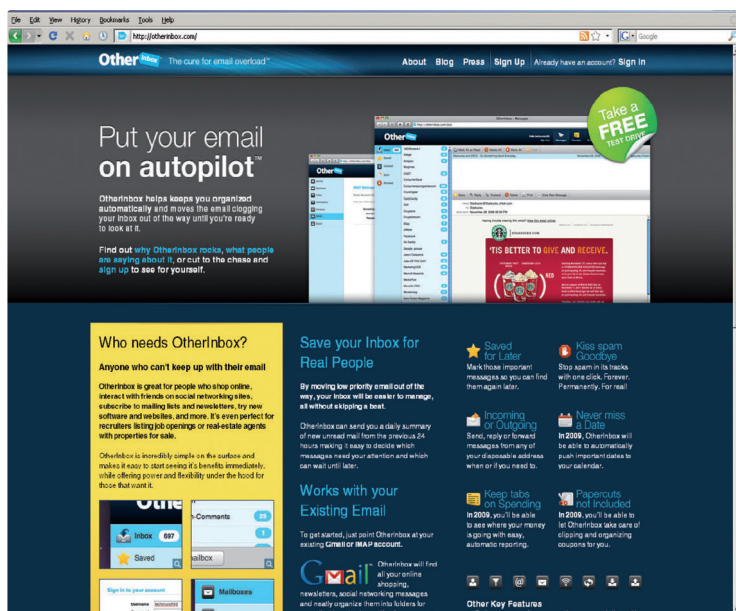 File Edit View History Bookmarks Tools Help
http://otherinbox.com/
Google
Other Inbox The cure for email overload™
About Blog Press Sign Up Already have an account? Sign In
Put your email
on autopilot™
OtherInbox helps keeps you organized
automatically and moves the email clogging
your inbox out of the way until you're ready
to look at it.
Find out why OtherInbox rocks, what people
are saying about it, or cut to the chase and
sign up to see for yourself.
Take a
FREE
TEST DRIVE
Other
Other
'TIS BETTER TO GIVE AND RECEIVE.
RED
Who needs OtherInbox?
Anyone who can't keep up with their email
OtherInbox is great for people who shop online,
interact with friends on social networking sites,
subscribe to mailing lists and newsletters, try new
software and websites, and more. It's even perfect for
recruiters listing job openings or real-estate agents
with properties for sale.
OtherInbox is incredibly simple on the surface and
makes it easy to start seeing it's benefits immediately,
while offering power and flexibility under the hood for
those that want it.
Inbox 697
Saved
n-Comments 23
1
1
ailbox
Sign in to your account
Username
Mailboxes
Save your Inbox for
Real People
By moving low priority email out of the
way, your Inbox will be easier to manage,
all without skipping a beat.
OtherInbox can send you a daily summary
of new unread mail from the previous 24
hours making it easy to decide which
messages need your attention and which
can wait until later.
Works with your
Existing Email
To get started, just point OtherInbox at your
existing Gmail or IMAP account.
Gmail
OtherInbox will find
all your online
shopping,
newsletters, social networking messages
and neatly organize them into folders for
Saved
for Later
Mark those important
messages so you can find
them again later.
Kiss spam
Goodbye
Stop spam in its tracks
with one click. Forever.
Permanently. For real!
Incoming
or Outgoing
Send, reply or forward
messages from any of
your disposable address
when or if you need to.
Never miss
a Date
In 2009, OtherInbox will
be able to automatically
push important dates to
your calendar.
Keep tabs
on Spending
In 2009, you'll be able
to see where your money
is going with easy,
automatic reporting.
Papercuts
not Included
In 2009, you'll be able to
let OtherInbox take care of
clipping and organizing
coupons for you.
Other Key Features